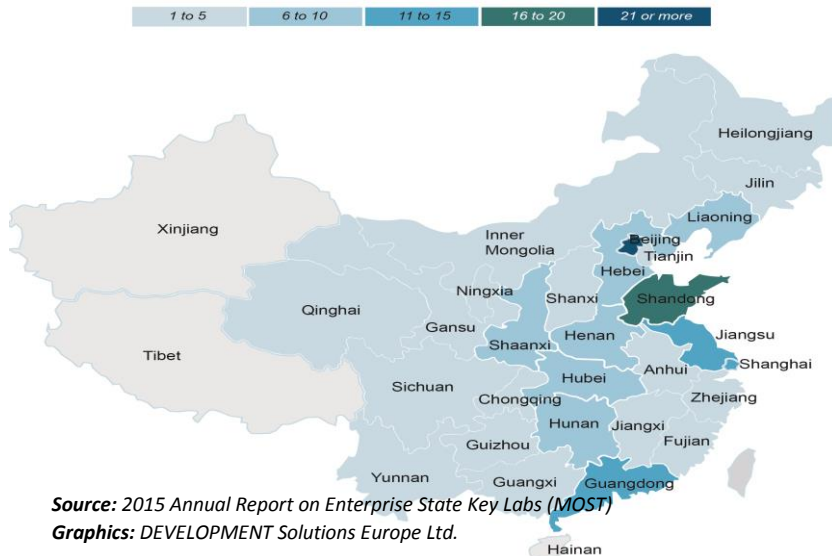 1 to 5 6 to 10 11 to 15 16 to 20 21 or more
Heilongjiang
Jilin
Liaoning
Xinjiang
Inner
Mongolia
Beijing
Tianjin
Hebei
Ningxia
Shanxi
Shandong
Qinghai
Gansu
Shaanxi
Henan
Jiangsu
Tibet
Shanghai
Anhui
Hubei
Sichuan
Chongqing
Zhejiang
Hunan
Jiangxi
Guizhou
Fujian
Yunnan
Guangxi
Guangdong
Source: 2015 Annual Report on Enterprise State Key Labs (MOST)
Graphics: DEVELOPMENT Solutions Europe Ltd.
Hainan